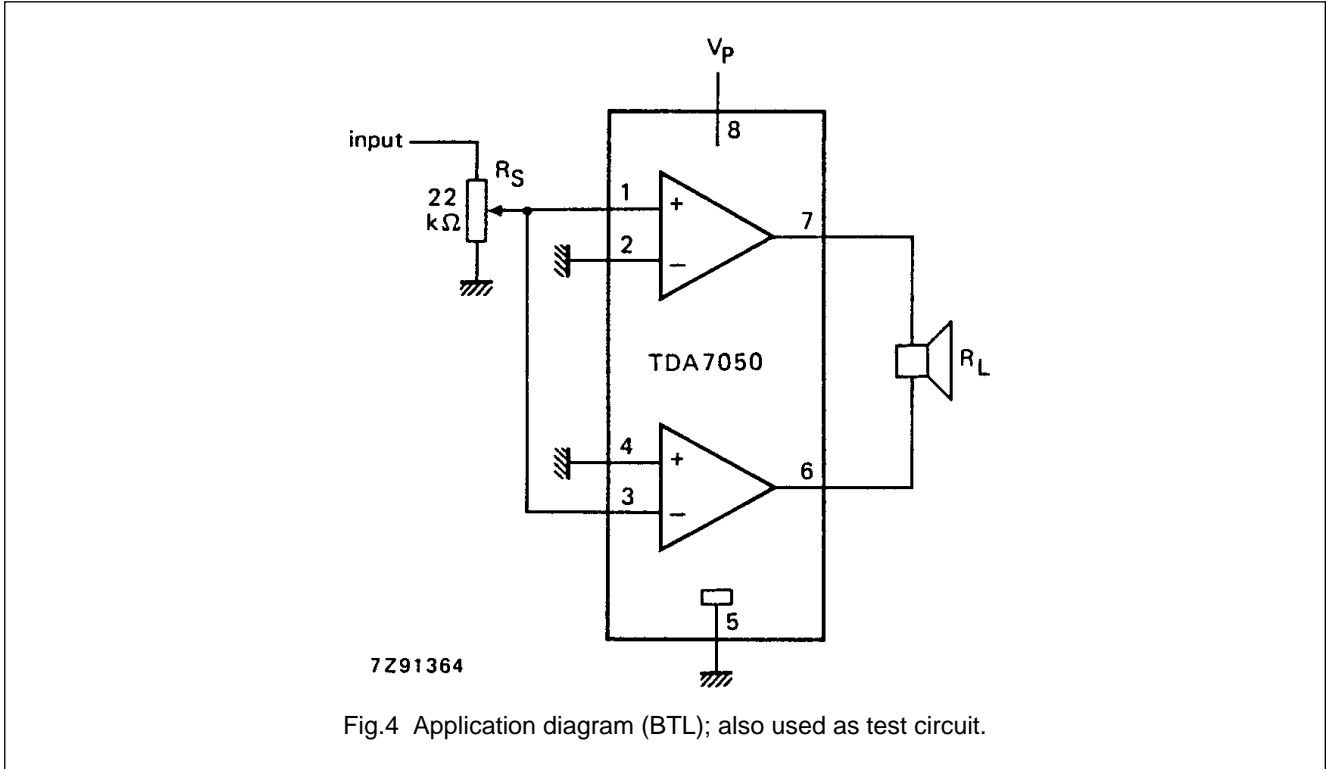 VP
8
input
RS
22
kΩ
1
+
7
2
−
TDA7050
RL
4
+
6
3
−
5
7Z91364
Fig.4 Application diagram (BTL); also used as test circuit.